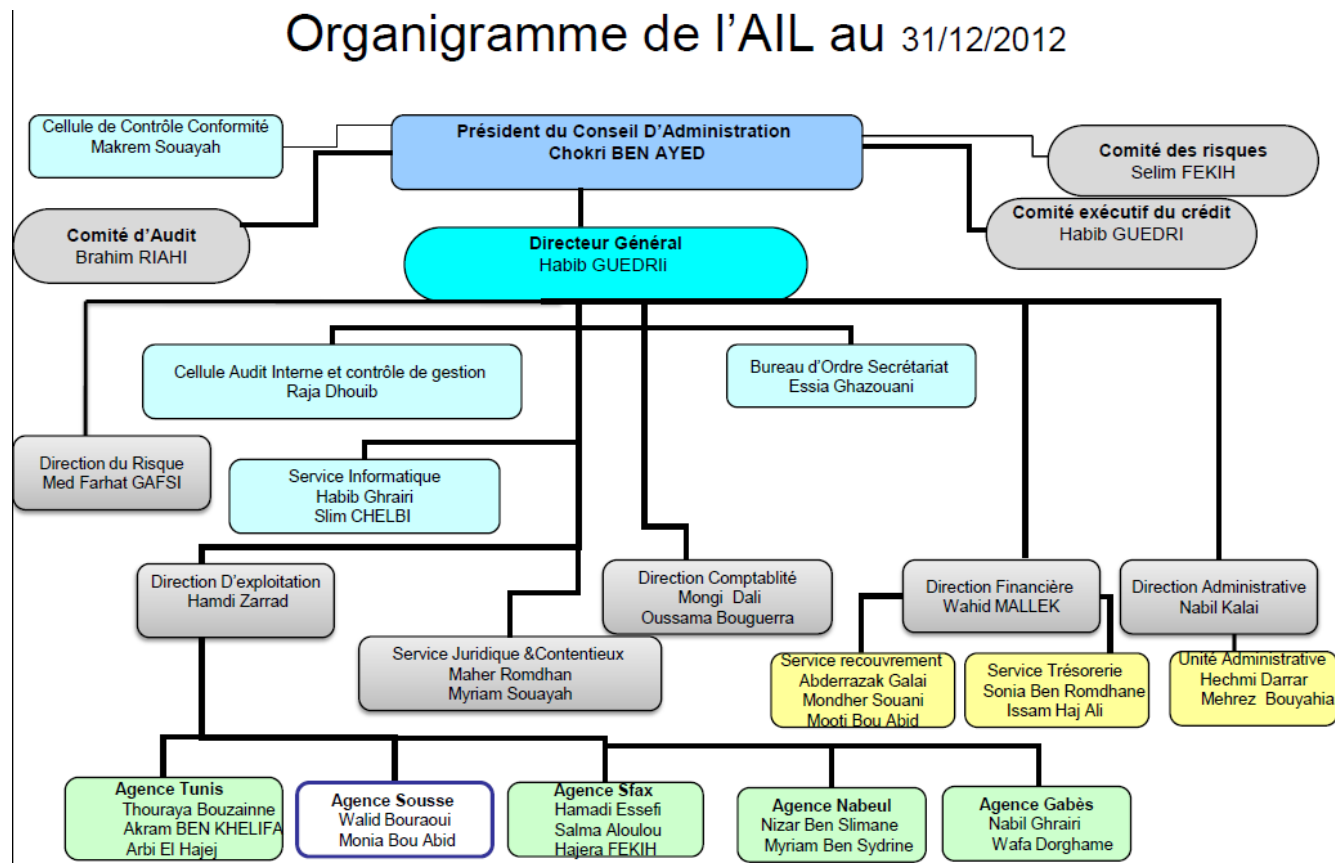 Organigramme de l'AIL au 31/12/2012
Cellule de Contrôle Conformité
Makrem Souayah
Président du Conseil D'Administration
Chokri BEN AYED
Comité des risques
Selim FEKIH
Comité d'Audit
Brahim RIAHI
Comité exécutif du crédit
Habib GUEDRI
Directeur Général
Habib GUEDRIi
Cellule Audit Interne et contrôle de gestion
Raja Dhouib
Bureau d'Ordre Secrétariat
Essia Ghazouani
Direction du Risque
Med Farhat GAFSI
Service Informatique
Habib Ghrairi
Slim CHELBI
Direction D'exploitation
Hamdi Zarrad
Service Juridique &Contentieux
Maher Romdhan
Myriam Souayah
Direction Comptablité
Mongi Dali
Oussama Bouguerra
Direction Financière
Wahid MALLEK
Direction Administrative
Nabil Kalai
Service recouvrement
Abderrazak Galai
Mondher Souani
Mooti Bou Abid
Service Trésorerie
Sonia Ben Romdhane
Issam Haj Ali
Unité Administrative
Hechmi Darrar
Mehrez Bouyahia
Agence Tunis
Thouraya Bouzainne
Akram BEN KHELIFA
Arbi El Hajej
Agence Sousse
Walid Bouraoui
Monia Bou Abid
Agence Sfax
Hamadi Essefi
Salma Aloulou
Hajera FEKIH
Agence Nabeul
Nizar Ben Slimane
Myriam Ben Sydrine
Agence Gabès
Nabil Ghrairi
Wafa Dorghame